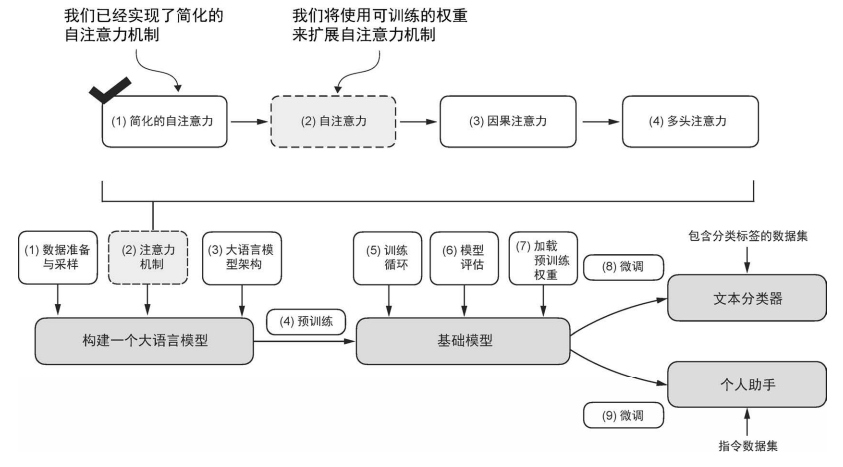 我们已经实现了简化的
自注意力机制
我们将使用可训练的权重
来扩展自注意力机制
(1) 简化的自注意力
(2) 自注意力
(3) 因果注意力
(4) 多头注意力
(1) 数据准备
与采样
(2) 注意力
机制
(3) 大语言模
型架构
(5) 训练
循环
(6) 模型
评估
(7) 加载
预训练
权重
(8) 微调
包含分类标签的数据集
文本分类器
构建一个大语言模型
(4) 预训练
基础模型
个人助手
(9) 微调
指令数据集